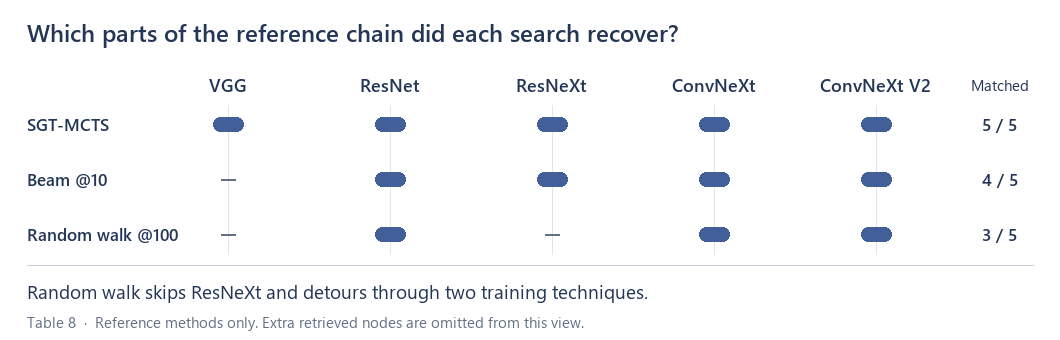 Which parts of the reference chain did each search recover?
VGG ResNet ResNeXt ConvNeXt ConvNeXt V2 Matched
SGT-MCTS 5 / 5
Beam @10 — 4 / 5
Random walk @100 — — 3 / 5
Random walk skips ResNeXt and detours through two training techniques.
Table 8 · Reference methods only. Extra retrieved nodes are omitted from this view.